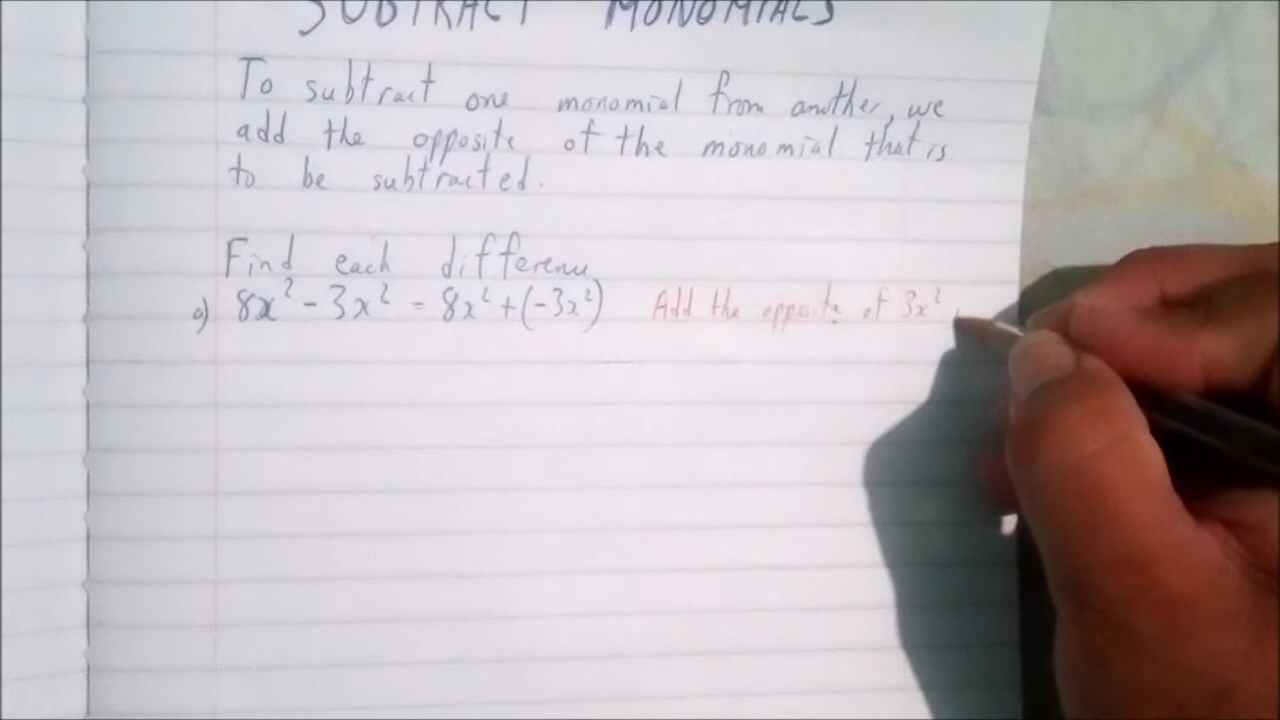 SUBTRACT MONOMIALS
To subtract one monomial from another, we
add the opposite of the monomial that is
to be subtracted.
Find each difference
a) 8x² - 3x² = 8x² + (-3x²) Add the opposite of 3x²